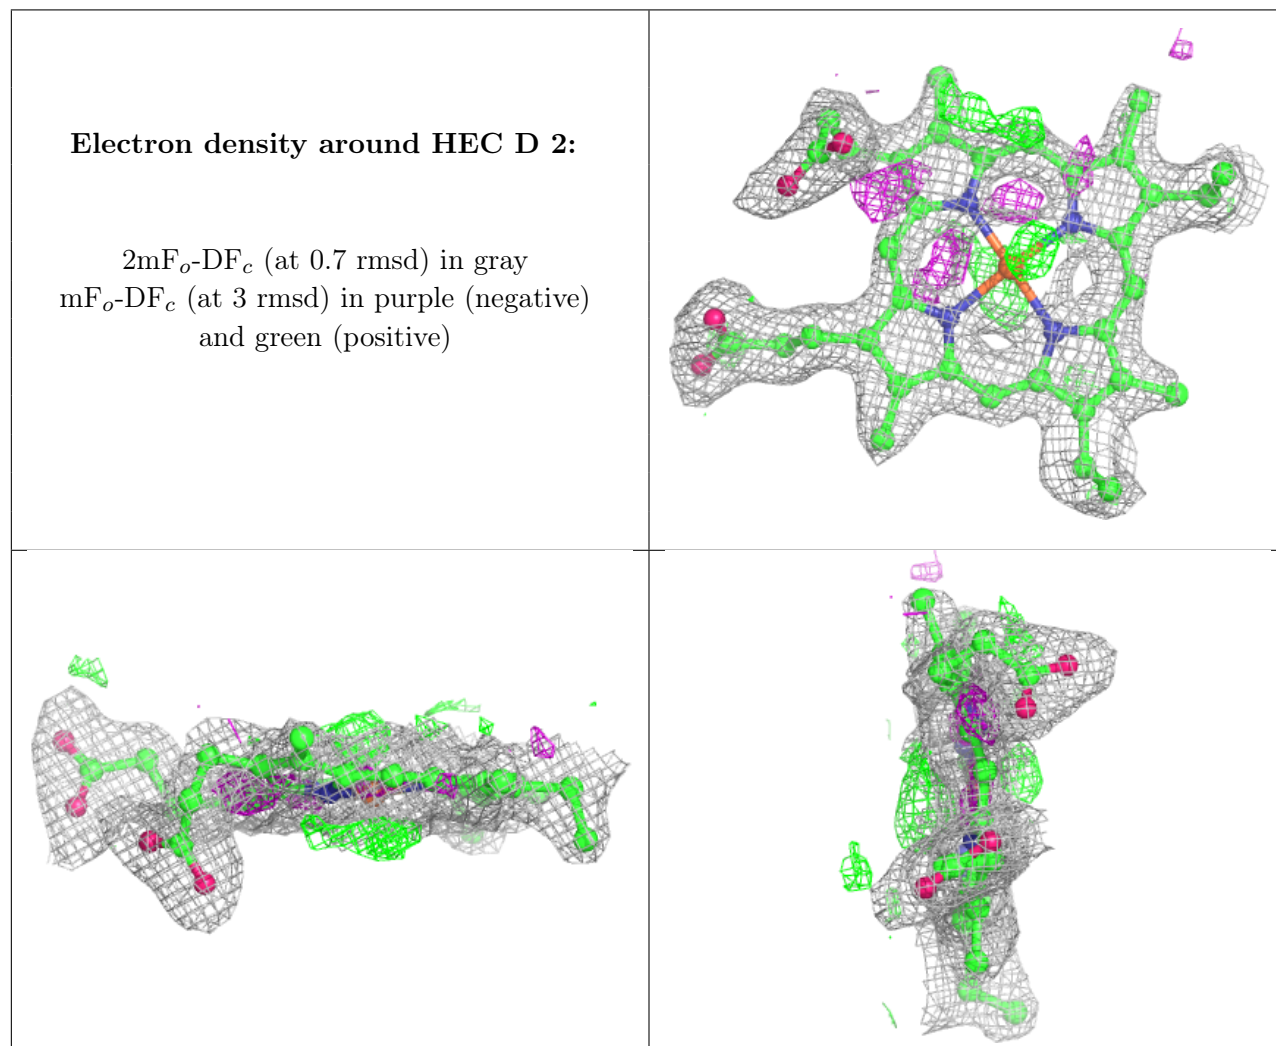 Electron density around HEC D 2:
2mFo-DFc (at 0.7 rmsd) in gray
mFo-DFc (at 3 rmsd) in purple (negative)
and green (positive)